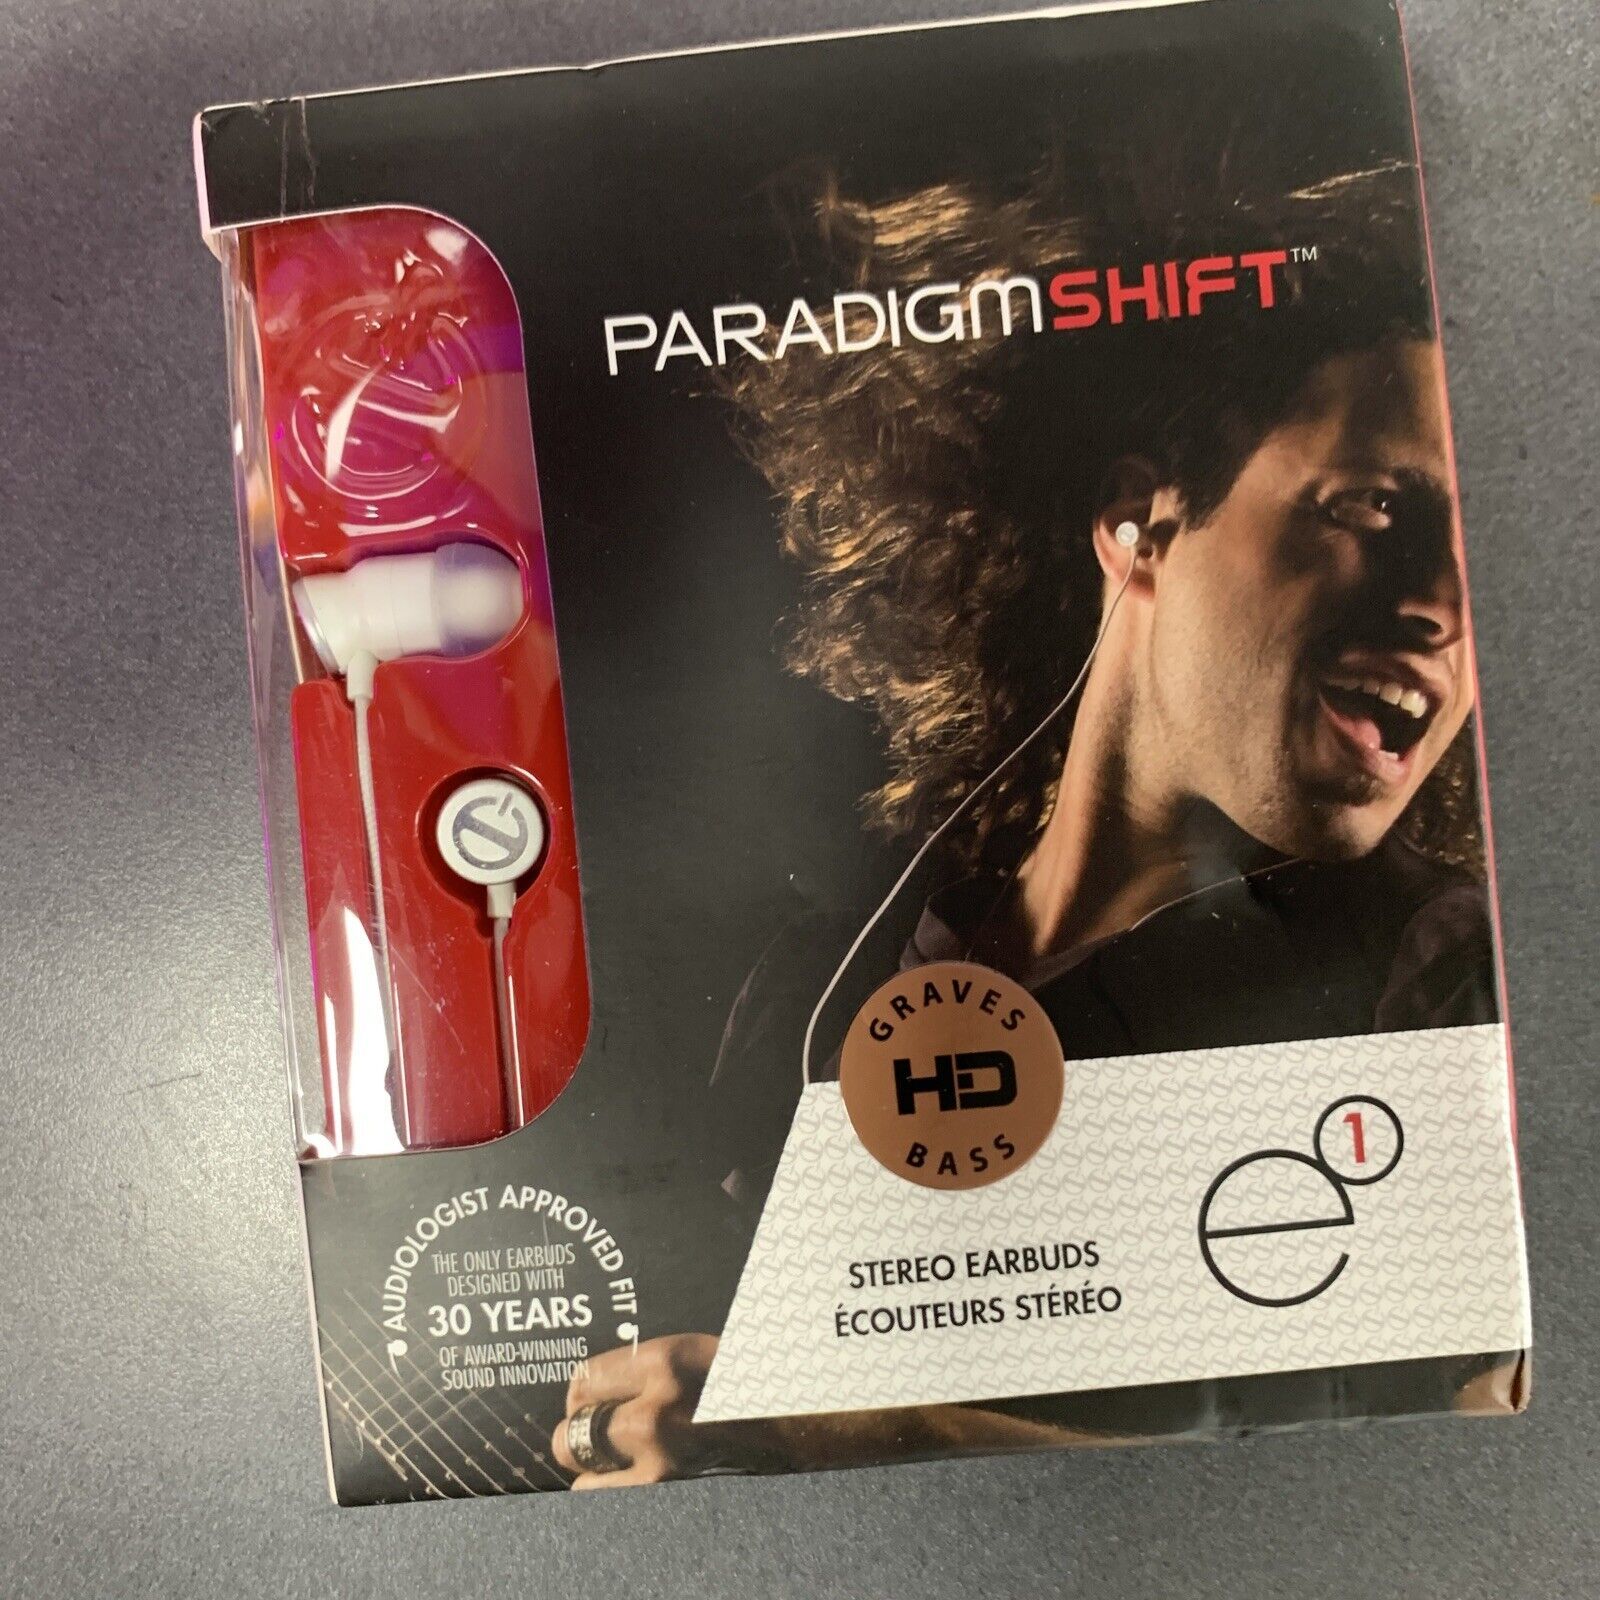 PARADIGMSHIFT™
GRAVES
HD
BASS
e1
STEREO EARBUDS
ÉCOUTEURS STÉRÉO
AUDIOLOGIST APPROVED FIT
THE ONLY EARBUDS
DESIGNED WITH
30 YEARS
OF AWARD-WINNING
SOUND INNOVATION